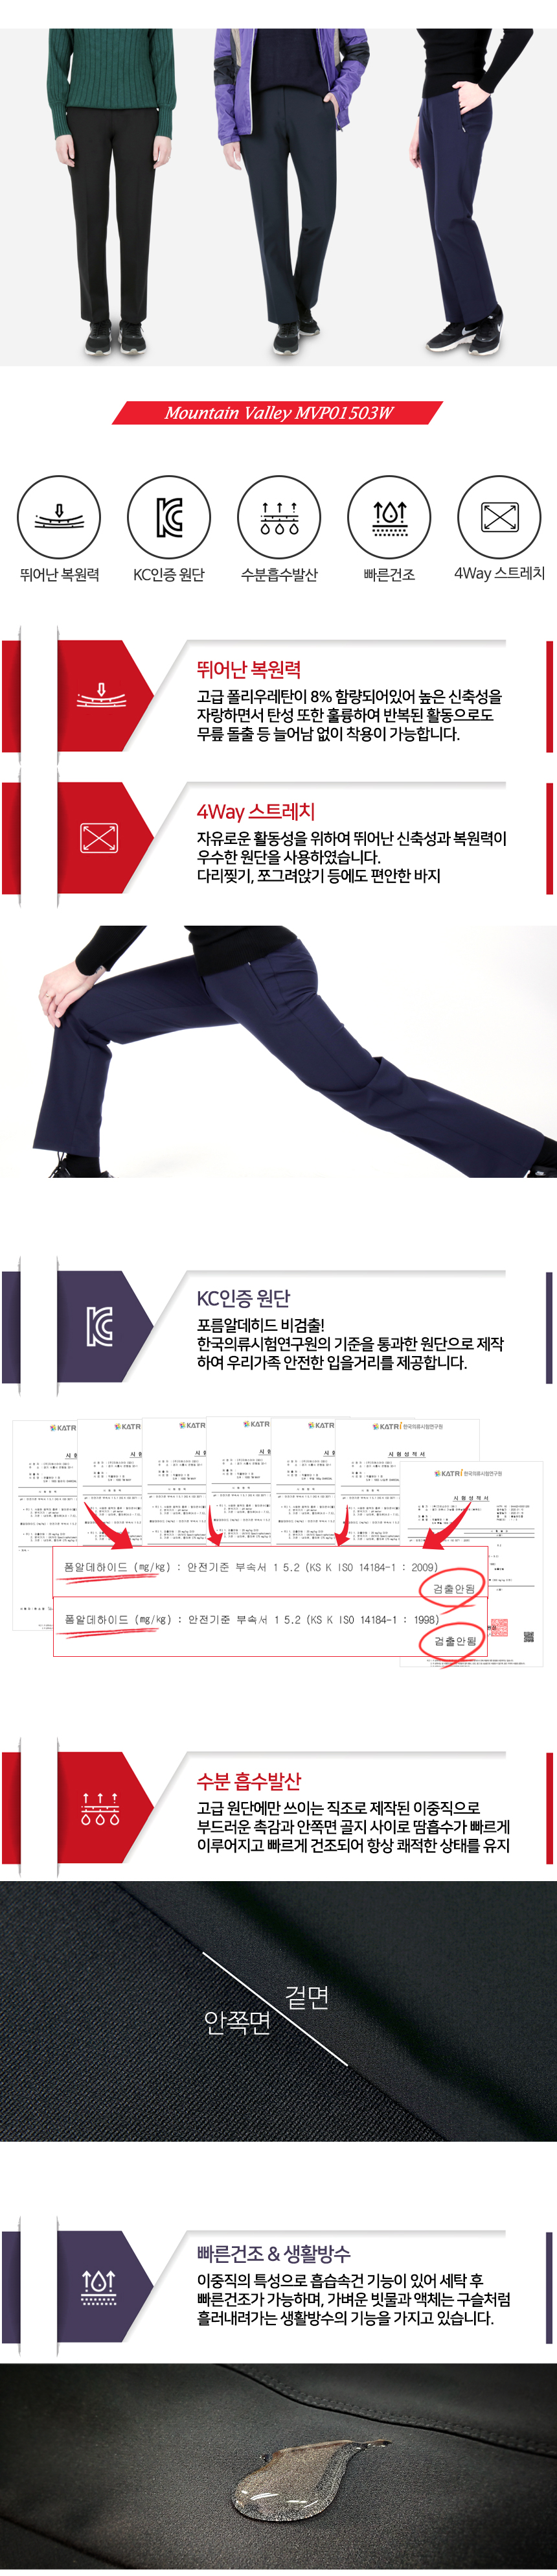 Mountain Valley MVP01503W
뛰어난 복원력
KC인증 원단
수분흡수발산
빠른건조
4Way 스트레치
뛰어난 복원력
고급 폴리우레탄이 8% 함량되어있어 높은 신축성을
자랑하면서 탄성 또한 훌륭하여 반복된 활동으로도
무릎 돌출 등 늘어남 없이 착용이 가능합니다.
4Way 스트레치
자유로운 활동성을 위하여 뛰어난 신축성과 복원력이
우수한 원단을 사용하였습니다.
다리찢기, 쪼그려앉기 등에도 편안한 바지
KC인증 원단
포름알데히드 비검출!
한국의류시험연구원의 기준을 통과한 원단으로 제작
하여 우리가족 안전한 입을거리를 제공합니다.
KATRI 한국의류시험연구원
시 험 성 적 서
KATRI 한국의류시험연구원
시 험 성 적 서
폼알데하이드 (mg/kg) : 안전기준 부속서 1 5.2 (KS K ISO 14184-1 : 2009)
검출안됨
폼알데하이드 (mg/kg) : 안전기준 부속서 1 5.2 (KS K ISO 14184-1 : 1998)
검출안됨
수분 흡수발산
고급 원단에만 쓰이는 직조로 제작된 이중직으로
부드러운 촉감과 안쪽면 골지 사이로 땀흡수가 빠르게
이루어지고 빠르게 건조되어 항상 쾌적한 상태를 유지
겉면
안쪽면
빠른건조 & 생활방수
이중직의 특성으로 흡습속건 기능이 있어 세탁 후
빠른건조가 가능하며, 가벼운 빗물과 액체는 구슬처럼
흘러내려가는 생활방수의 기능을 가지고 있습니다.